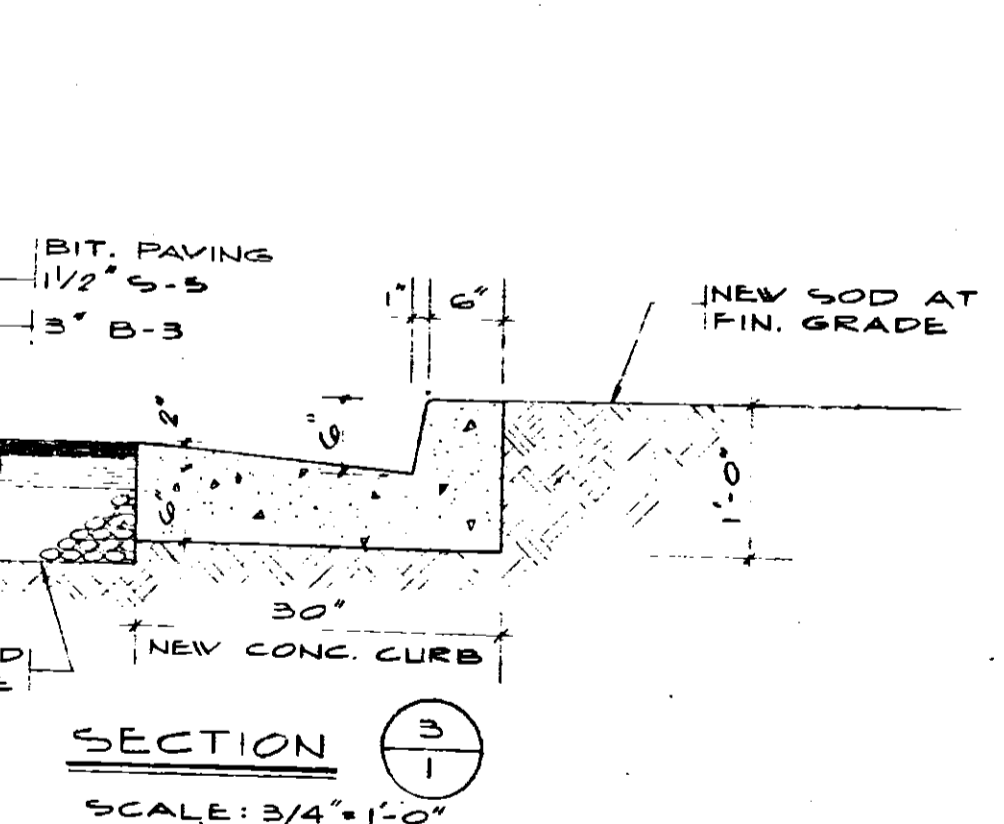 BIT. PAVING
1 1/2" S-5
3" B-3
1" 6"
NEW SOD AT
FIN. GRADE
2"
6"
6"
1'-0"
30"
NEW CONC. CURB
D
E
SECTION
3
1
SCALE: 3/4" = 1'-0"